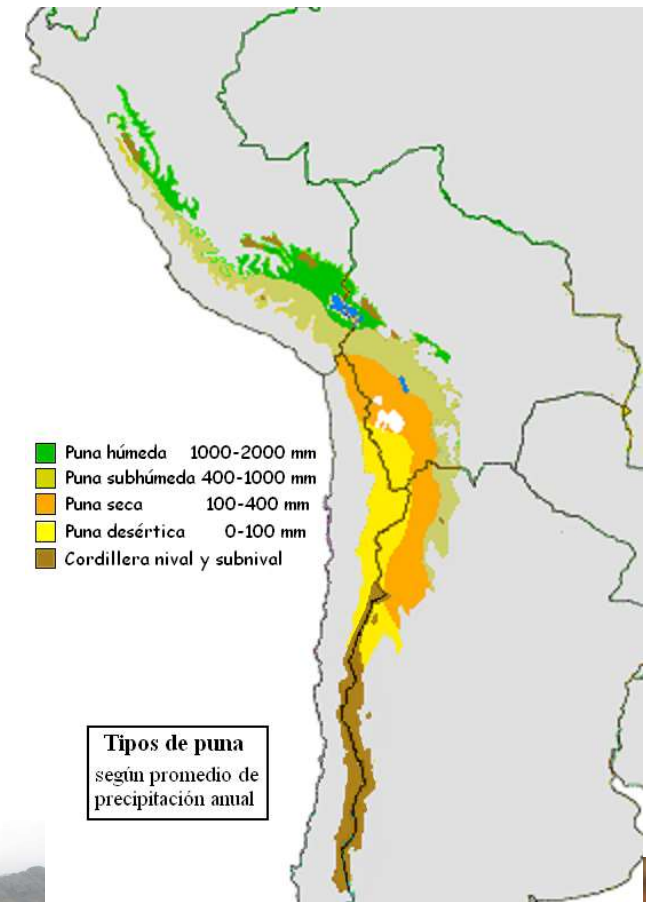 Puna húmeda 1000-2000 mm
Puna subhúmeda 400-1000 mm
Puna seca 100-400 mm
Puna desértica 0-100 mm
Cordillera nival y subnival
Tipos de puna
según promedio de
precipitación anual